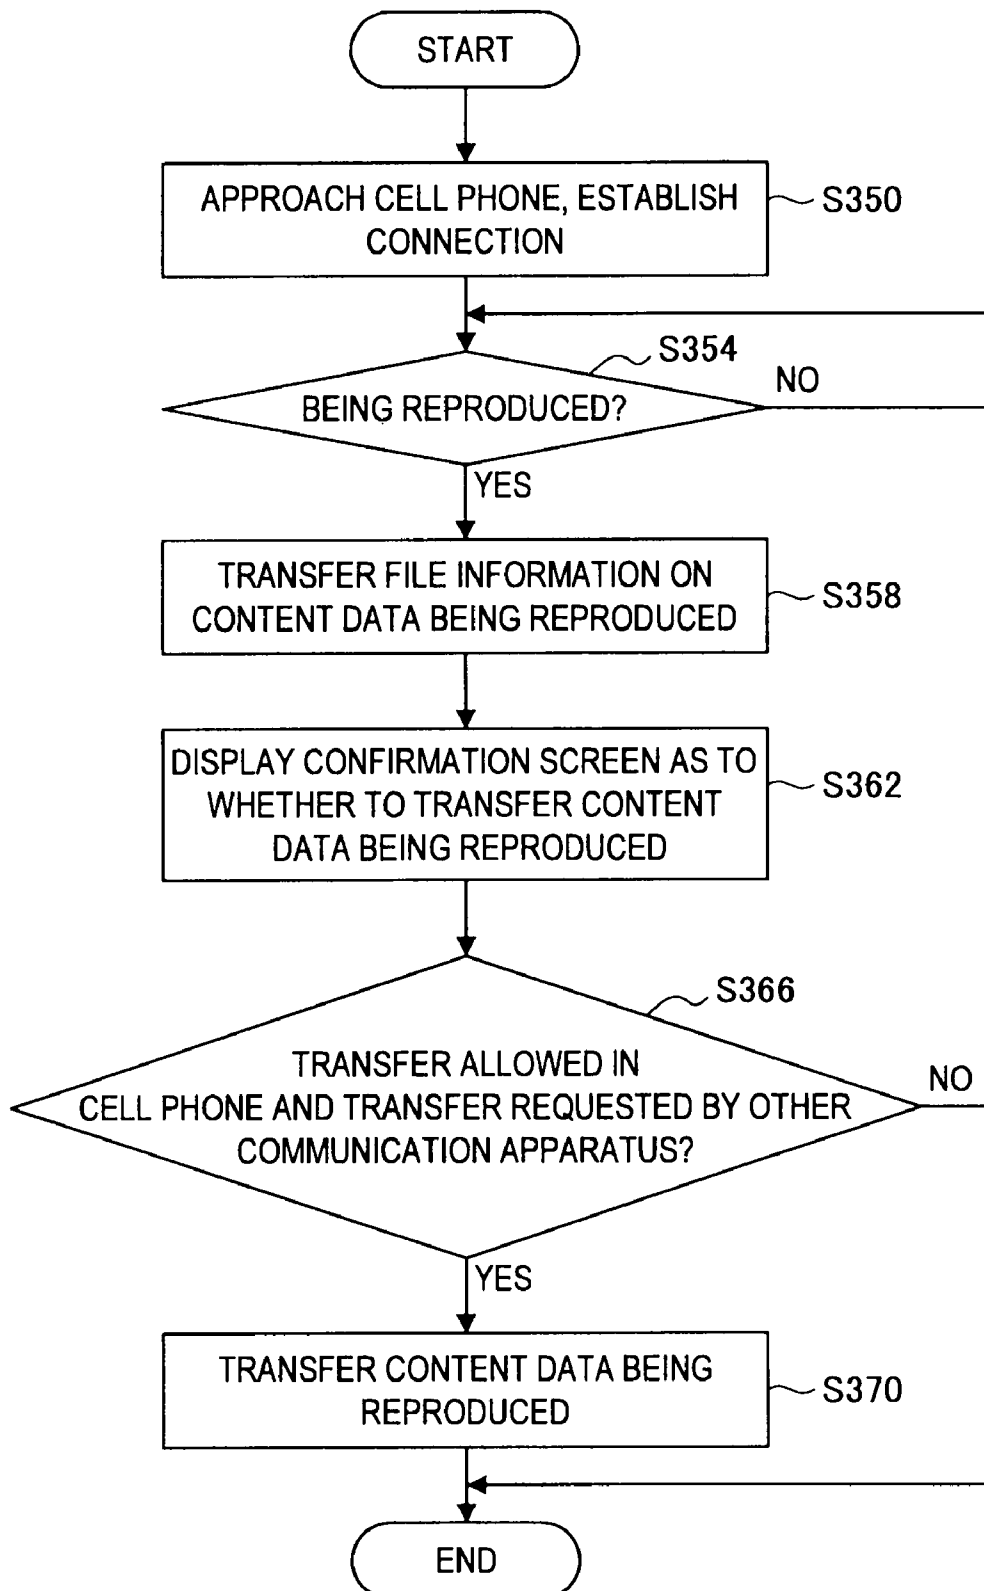 START
APPROACH CELL PHONE, ESTABLISH
CONNECTION
S350
S354
BEING REPRODUCED?
NO
YES
TRANSFER FILE INFORMATION ON
CONTENT DATA BEING REPRODUCED
S358
DISPLAY CONFIRMATION SCREEN AS TO
WHETHER TO TRANSFER CONTENT
DATA BEING REPRODUCED
S362
S366
TRANSFER ALLOWED IN
CELL PHONE AND TRANSFER REQUESTED BY OTHER
COMMUNICATION APPARATUS?
NO
YES
TRANSFER CONTENT DATA BEING
REPRODUCED
S370
END